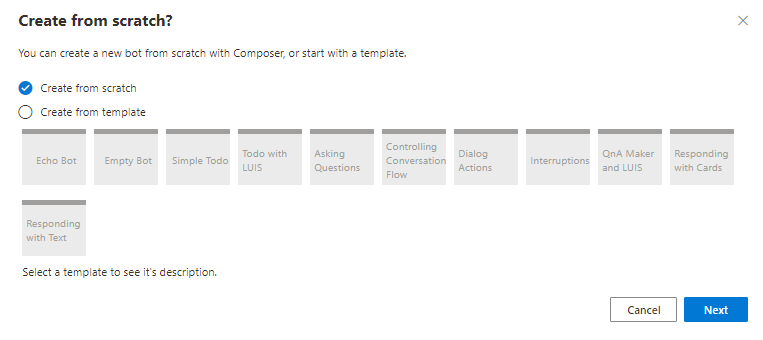 Create from scratch?
You can create a new bot from scratch with Composer, or start with a template.
Create from scratch
Create from template
Echo Bot
Empty Bot
Simple Todo
Todo with
LUIS
Asking
Questions
Controlling
Conversation
Flow
Dialog
Actions
Interruptions
QnA Maker
and LUIS
Responding
with Cards
Responding
with Text
Select a template to see it's description.
Cancel
Next